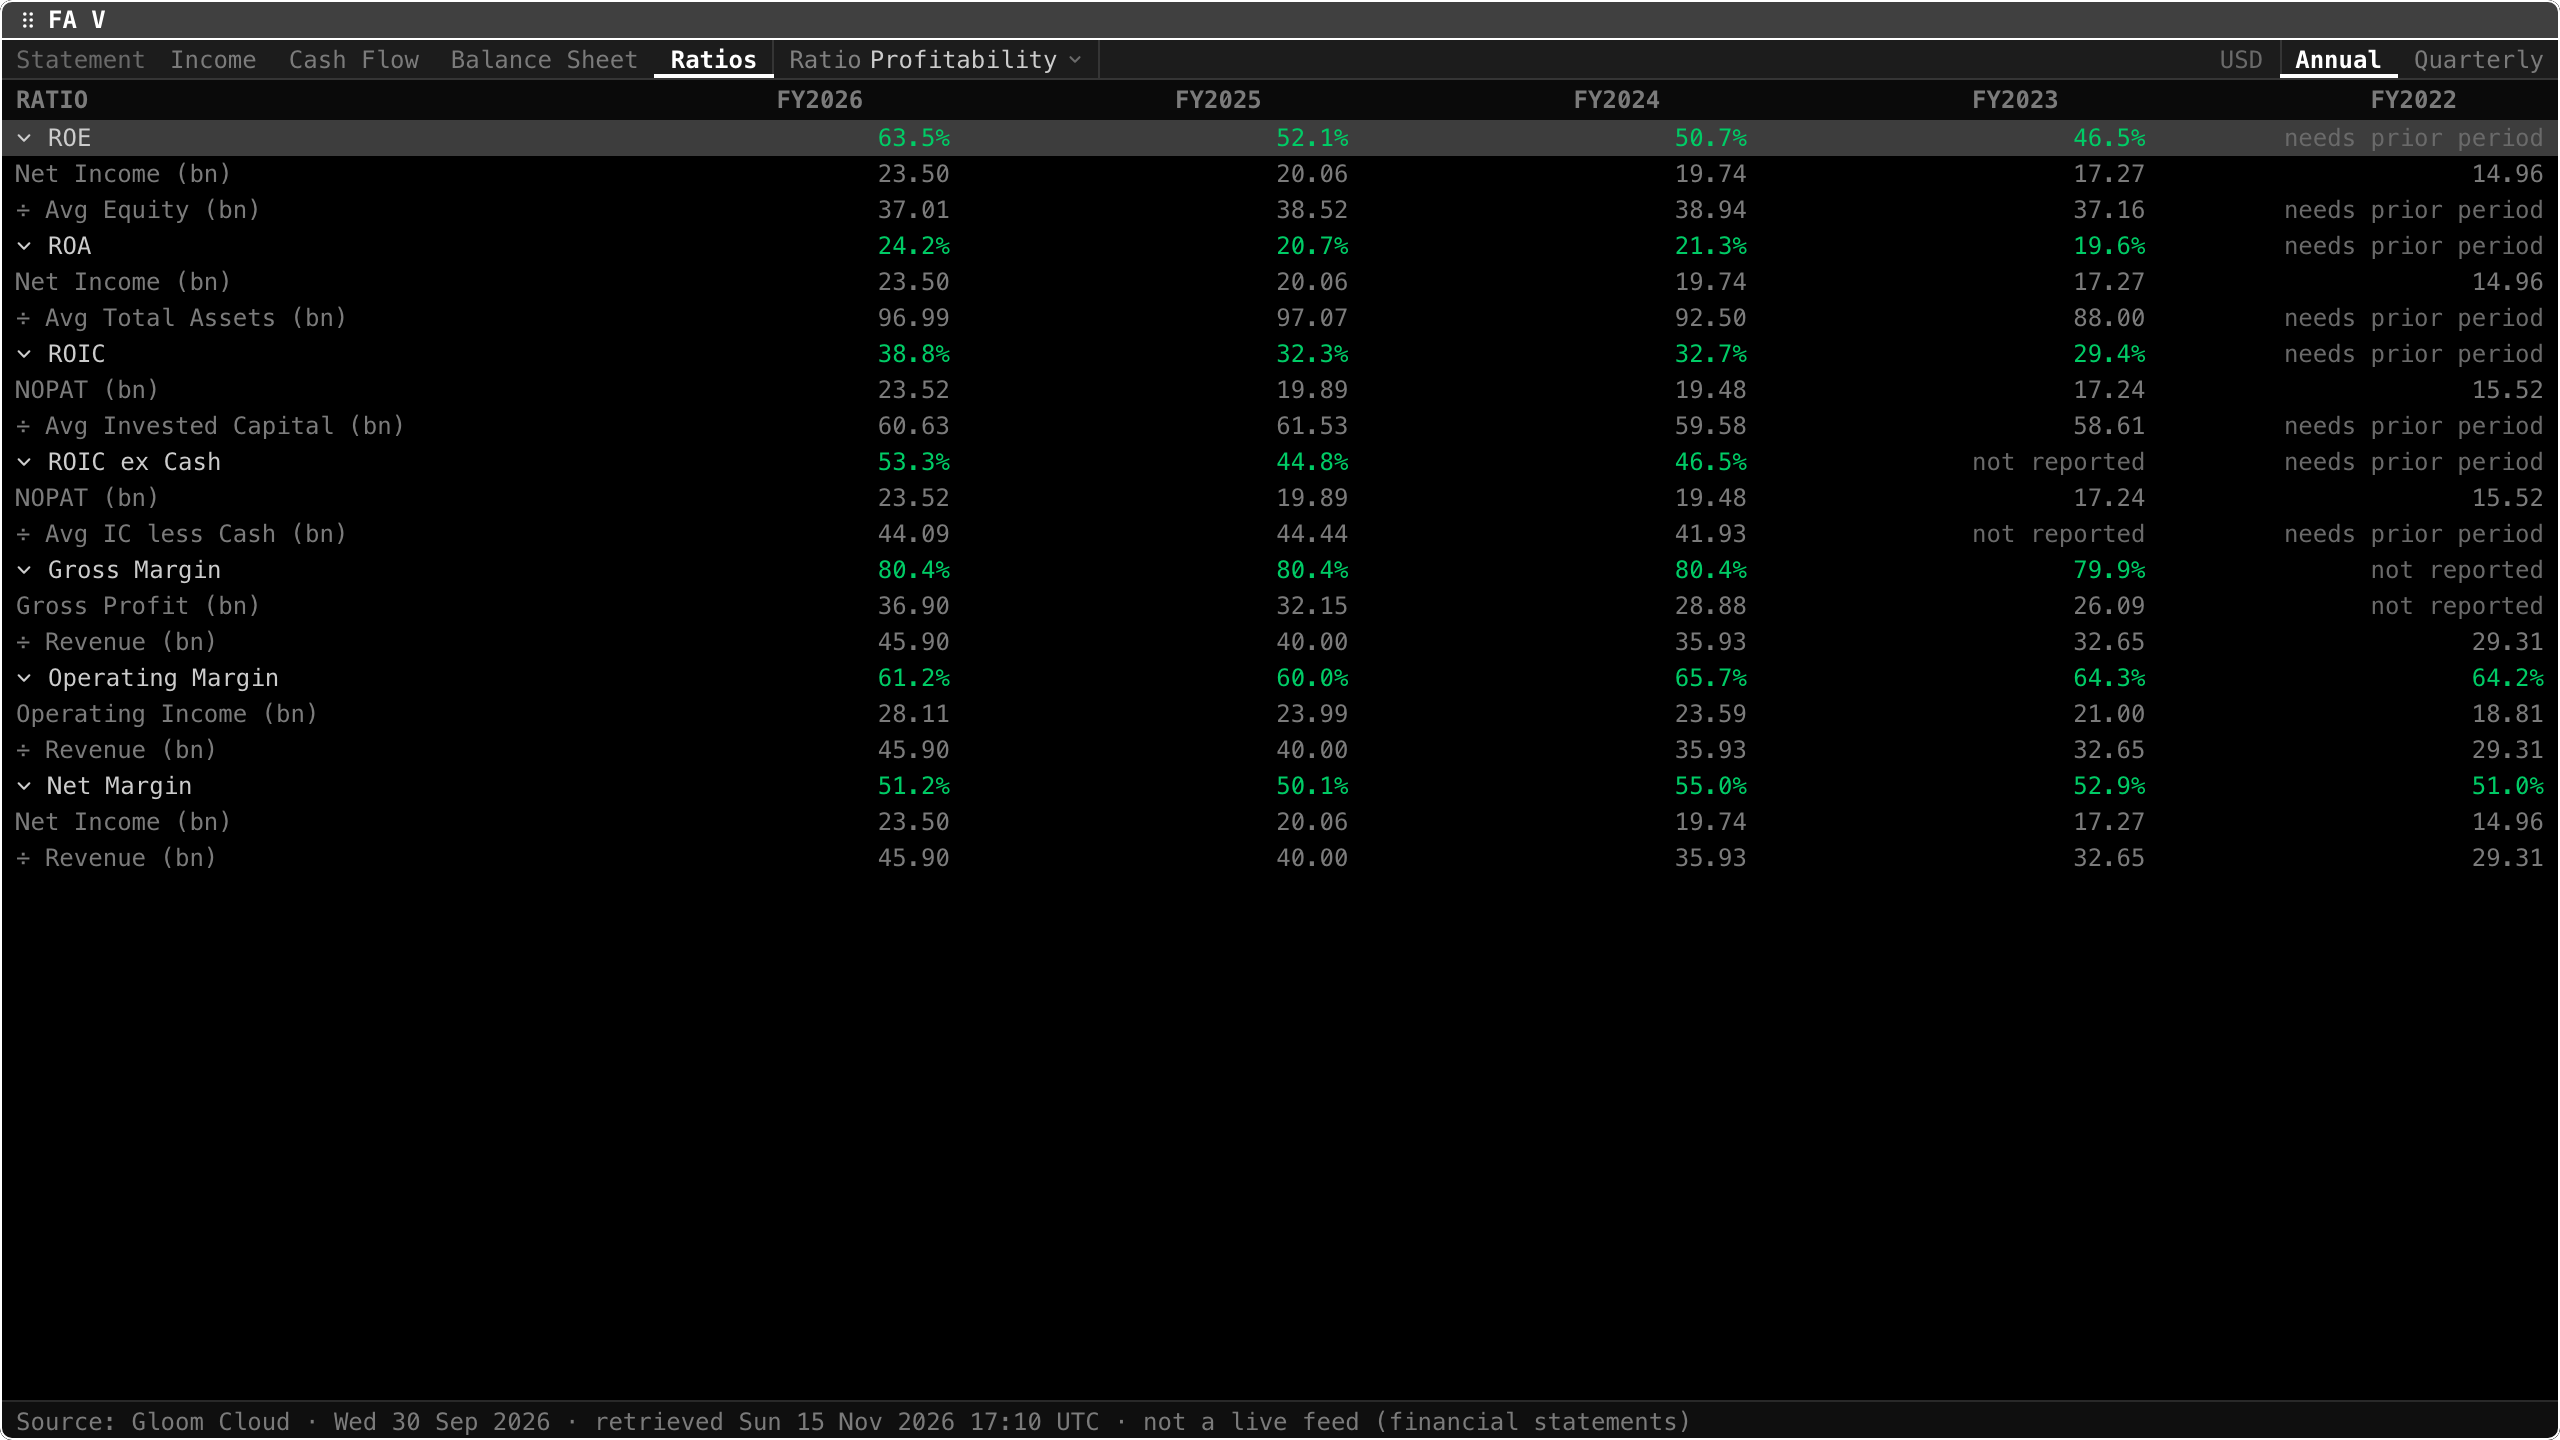 FA V
Statement Income Cash Flow Balance Sheet Ratios Ratio Profitability USD Annual Quarterly
RATIO FY2026 FY2025 FY2024 FY2023 FY2022
ROE 63.5% 52.1% 50.7% 46.5% needs prior period
Net Income (bn) 23.50 20.06 19.74 17.27 14.96
÷ Avg Equity (bn) 37.01 38.52 38.94 37.16 needs prior period
ROA 24.2% 20.7% 21.3% 19.6% needs prior period
Net Income (bn) 23.50 20.06 19.74 17.27 14.96
÷ Avg Total Assets (bn) 96.99 97.07 92.50 88.00 needs prior period
ROIC 38.8% 32.3% 32.7% 29.4% needs prior period
NOPAT (bn) 23.52 19.89 19.48 17.24 15.52
÷ Avg Invested Capital (bn) 60.63 61.53 59.58 58.61 needs prior period
ROIC ex Cash 53.3% 44.8% 46.5% not reported needs prior period
NOPAT (bn) 23.52 19.89 19.48 17.24 15.52
÷ Avg IC less Cash (bn) 44.09 44.44 41.93 not reported needs prior period
Gross Margin 80.4% 80.4% 80.4% 79.9% not reported
Gross Profit (bn) 36.90 32.15 28.88 26.09 not reported
÷ Revenue (bn) 45.90 40.00 35.93 32.65 29.31
Operating Margin 61.2% 60.0% 65.7% 64.3% 64.2%
Operating Income (bn) 28.11 23.99 23.59 21.00 18.81
÷ Revenue (bn) 45.90 40.00 35.93 32.65 29.31
Net Margin 51.2% 50.1% 55.0% 52.9% 51.0%
Net Income (bn) 23.50 20.06 19.74 17.27 14.96
÷ Revenue (bn) 45.90 40.00 35.93 32.65 29.31
Source: Gloom Cloud · Wed 30 Sep 2026 · retrieved Sun 15 Nov 2026 17:10 UTC · not a live feed (financial statements)